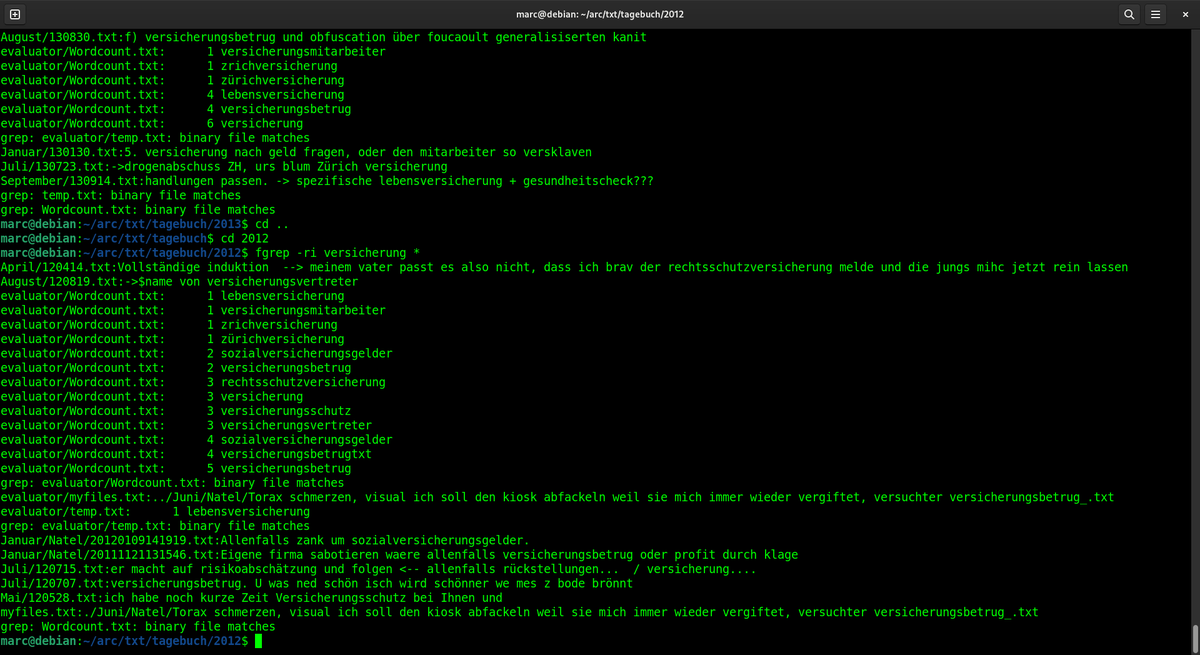 marc@debian: ~/arc/txt/tagebuch/2012
August/130830.txt:f) versicherungsbetrug und obfuscation über foucaoult generalisiserten kanit
evaluator/Wordcount.txt:      1 versicherungsmitarbeiter
evaluator/Wordcount.txt:      1 zrichversicherung
evaluator/Wordcount.txt:      1 zürichversicherung
evaluator/Wordcount.txt:      4 lebensversicherung
evaluator/Wordcount.txt:      4 versicherungsbetrug
evaluator/Wordcount.txt:      6 versicherung
grep: evaluator/temp.txt: binary file matches
Januar/130130.txt:5. versicherung nach geld fragen, oder den mitarbeiter so versklaven
Juli/130723.txt:->drogenabschuss ZH, urs blum Zürich versicherung
September/130914.txt:handlungen passen. -> spezifische lebensversicherung + gesundheitscheck???
grep: temp.txt: binary file matches
grep: Wordcount.txt: binary file matches
marc@debian:~/arc/txt/tagebuch/2013$ cd ..
marc@debian:~/arc/txt/tagebuch$ cd 2012
marc@debian:~/arc/txt/tagebuch/2012$ fgrep -ri versicherung *
April/120414.txt:Vollständige induktion  --> meinem vater passt es also nicht, dass ich brav der rechtsschutzversicherung melde und die jungs mihc jetzt rein lassen
August/120819.txt:->$name von versicherungsvertreter
evaluator/Wordcount.txt:      1 lebensversicherung
evaluator/Wordcount.txt:      1 versicherungsmitarbeiter
evaluator/Wordcount.txt:      1 zrichversicherung
evaluator/Wordcount.txt:      1 zürichversicherung
evaluator/Wordcount.txt:      2 sozialversicherungsgelder
evaluator/Wordcount.txt:      2 versicherungsbetrug
evaluator/Wordcount.txt:      3 rechtsschutzversicherung
evaluator/Wordcount.txt:      3 versicherung
evaluator/Wordcount.txt:      3 versicherungsschutz
evaluator/Wordcount.txt:      3 versicherungsvertreter
evaluator/Wordcount.txt:      4 sozialversicherungsgelder
evaluator/Wordcount.txt:      4 versicherungsbetrugtxt
evaluator/Wordcount.txt:      5 versicherungsbetrug
grep: evaluator/Wordcount.txt: binary file matches
evaluator/myfiles.txt:../Juni/Natel/Torax schmerzen, visual ich soll den kiosk abfackeln weil sie mich immer wieder vergiftet, versuchter versicherungsbetrug_.txt
evaluator/temp.txt:      1 lebensversicherung
grep: evaluator/temp.txt: binary file matches
Januar/Natel/20120109141919.txt:Allenfalls zank um sozialversicherungsgelder.
Januar/Natel/20111121131546.txt:Eigene firma sabotieren waere allenfalls versicherungsbetrug oder profit durch klage
Juli/120715.txt:er macht auf risikoabschätzung und folgen <-- allenfalls rückstellungen...  / versicherung....
Juli/120707.txt:versicherungsbetrug. U was ned schön isch wird schönner we mes z bode brönnt
Mai/120528.txt:ich habe noch kurze Zeit Versicherungsschutz bei Ihnen und
myfiles.txt:./Juni/Natel/Torax schmerzen, visual ich soll den kiosk abfackeln weil sie mich immer wieder vergiftet, versuchter versicherungsbetrug_.txt
grep: Wordcount.txt: binary file matches
marc@debian:~/arc/txt/tagebuch/2012$